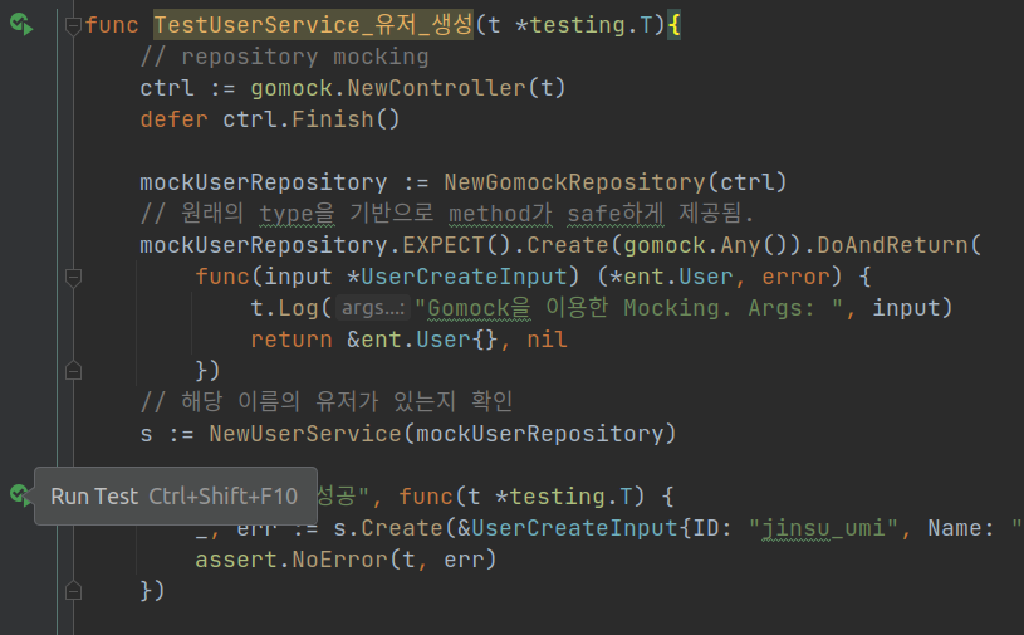 func TestUserService_유저_생성(t *testing.T){
// repository mocking
ctrl := gomock.NewController(t)
defer ctrl.Finish()
mockUserRepository := NewGomockRepository(ctrl)
// 원래의 type을 기반으로 method가 safe하게 제공됨.
mockUserRepository.EXPECT().Create(gomock.Any()).DoAndReturn(
func(input *UserCreateInput) (*ent.User, error) {
t.Log( args...: "Gomock을 이용한 Mocking. Args: ", input)
return &ent.User{}, nil
})
// 해당 이름의 유저가 있는지 확인
s := NewUserService(mockUserRepository)
Run Test Ctrl+Shift+F10 성공", func(t *testing.T) {
_, err := s.Create(&UserCreateInput{ID: "jinsu_umi", Name: "
assert.NoError(t, err)
})